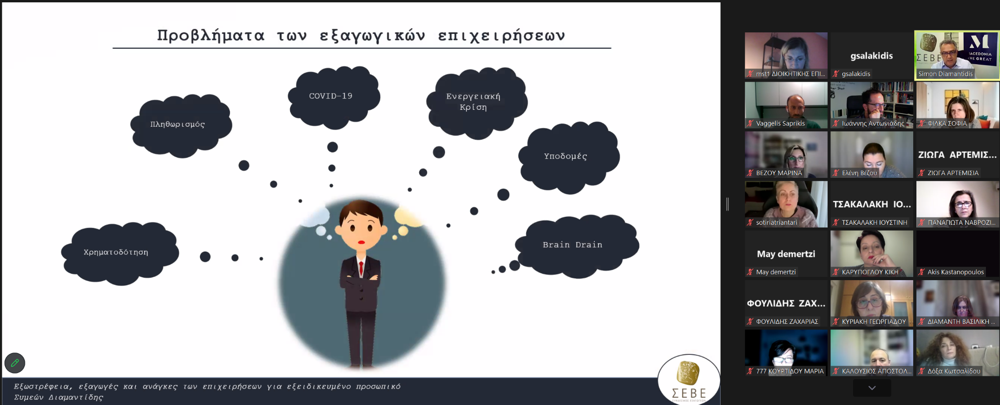 Προβλήματα των εξαγωγικών επιχειρήσεων
Πληθωρισμός
COVID-19
Ενεργειακή
Κρίση
Υποδομές
Χρηματοδότηση
Brain Drain
Εξωστρέφεια, εξαγωγές και ανάγκες των επιχειρήσεων για εξειδικευμένο προσωπικό
Συμεών Διαμαντίδης
ΣΕΒΕ
ΣΥΝΔΕΣΜΟΣ ΕΞΑΓΩΓΕΩΝ
mst1 ΔΙΟΙΚΗΤΙΚΗΣ ΕΠΙ...
gsalakidis
gsalakidis
ΣΕΒΕ
M
MACEDONIA
THE GREAT
Simon Diamantidis
Vaggelis Saprikis
Ιωάννης Αντωνιάδης
ΦΙΛΚΑ ΣΟΦΙΑ
ΒΕΖΟΥ ΜΑΡΙΝΑ
Ελένη Βέζου
ΖΙΩΓΑ ΑΡΤΕΜΙΣ...
ΖΙΩΓΑ ΑΡΤΕΜΙΣΙΑ
sotiriatriantari
ΤΣΑΚΑΛΑΚΗ ΙΟ...
ΤΣΑΚΑΛΑΚΗ ΙΟΥΣΤΙΝΗ
ΠΑΝΑΓΙΩΤΑ ΝΑΒΡΟΖΙ...
May demertzi
May demertzi
ΚΑΡΥΠΟΓΛΟΥ ΚΙΚΗ
Akis Kastanopoulos
ΦΟΥΛΙΔΗΣ ΖΑΧ...
ΦΟΥΛΙΔΗΣ ΖΑΧΑΡΙΑΣ
ΚΥΡΙΑΚΗ ΓΕΩΡΓΙΑΔΟΥ
ΔΙΑΜΑΝΤΗ ΒΑΣΙΛΙΚΗ ...
777 ΚΟΥΡΤΙΔΟΥ ΜΑΡΙΑ
ΚΑΛΟΥΣΙΟΣ ΑΠΟΣΤΟΛ...
Δόξα Κωτσαλίδου